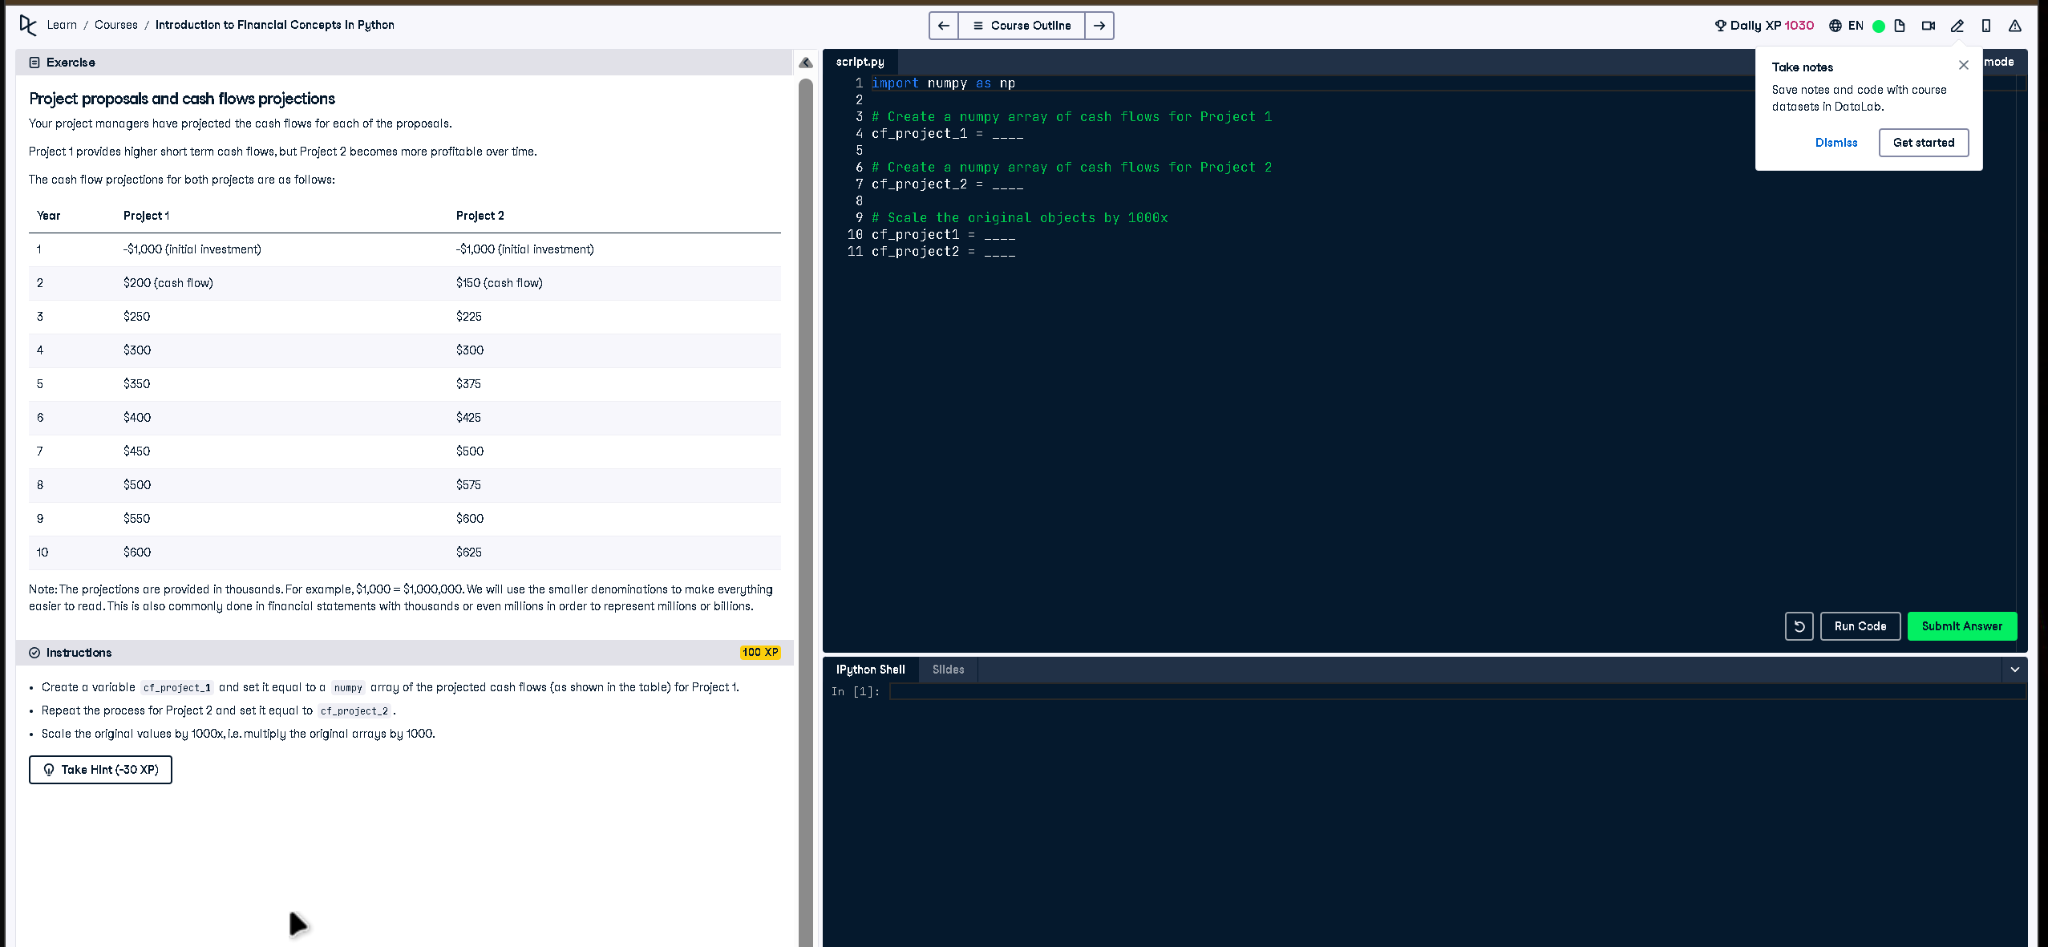 Learn / Courses / Introduction to Financial Concepts in Python
Course Outline
Daily XP 1030
EN
Exercise
Project proposals and cash flows projections
Your project managers have projected the cash flows for each of the proposals.
Project 1 provides higher short term cash flows, but Project 2 becomes more profitable over time.
The cash flow projections for both projects are as follows:
Year Project 1 Project 2
1 -$1,000 (initial investment) -$1,000 (initial investment)
2 $200 (cash flow) $150 (cash flow)
3 $250 $225
4 $300 $300
5 $350 $375
6 $400 $425
7 $450 $500
8 $500 $575
9 $550 $600
10 $600 $625
Note: The projections are provided in thousands. For example, $1,000 = $1,000,000. We will use the smaller denominations to make everything
easier to read. This is also commonly done in financial statements with thousands or even millions in order to represent millions or billions.
Instructions 100 XP
• Create a variable cf_project_1 and set it equal to a numpy array of the projected cash flows (as shown in the table) for Project 1.
• Repeat the process for Project 2 and set it equal to cf_project_2 .
• Scale the original values by 1000x, i.e. multiply the original arrays by 1000.
Take Hint (-30 XP)
script.py
mode
1 import numpy as np
2
3 # Create a numpy array of cash flows for Project 1
4 cf_project_1 = ____
5
6 # Create a numpy array of cash flows for Project 2
7 cf_project_2 = ____
8
9 # Scale the original objects by 1000x
10 cf_project1 = ____
11 cf_project2 = ____
Take notes
Save notes and code with course
datasets in DataLab.
Dismiss
Get started
Run Code
Submit Answer
IPython Shell
Slides
In [1]: